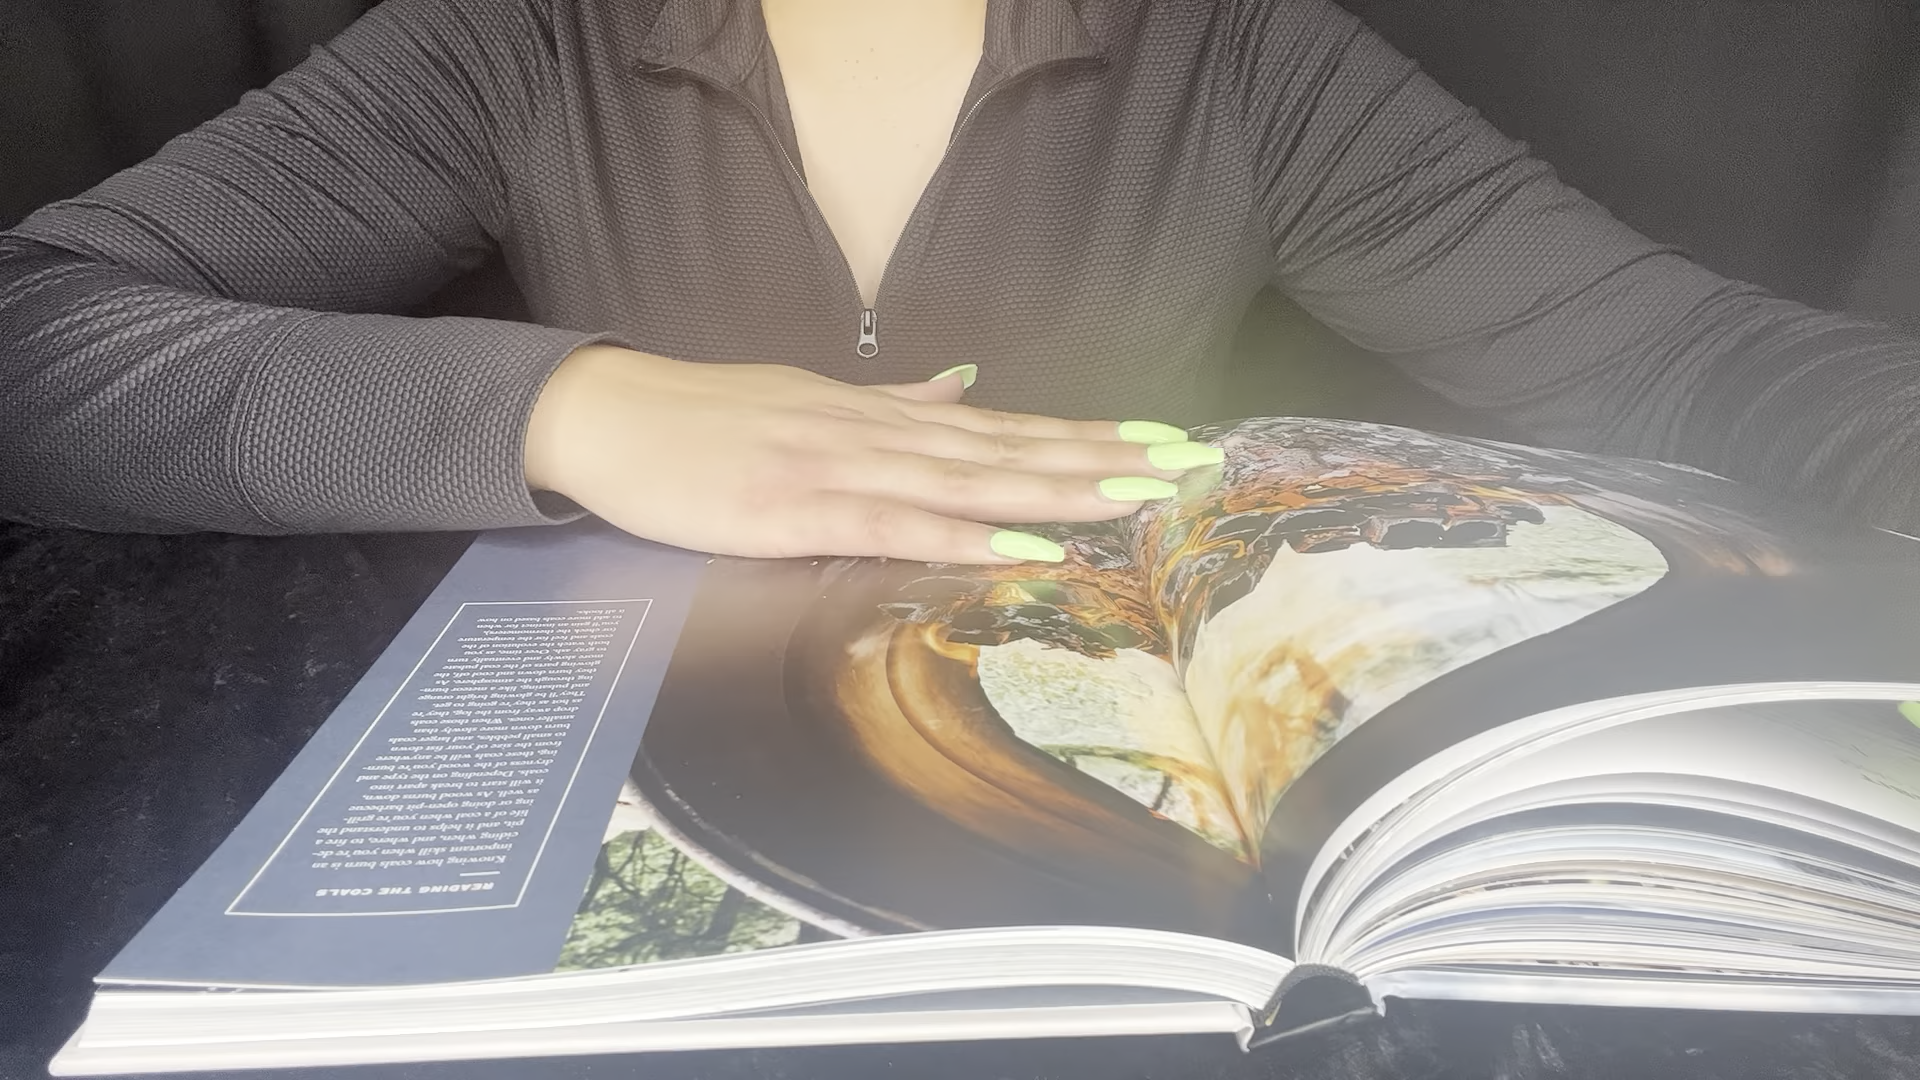 READING THE COALS
Knowing how coals burn is an
important skill when you're de-
ciding when, and where, to fire a
pit, and it helps to understand the
life of a coal when you're grill-
ing or doing open-pit barbecue
as well. As wood burns down,
it will start to break apart into
coals. Depending on the type and
dryness of the wood you're burn-
ing, these coals will be anywhere
from the size of your fist down
to small pebbles, and larger coals
burn down more slowly than
smaller ones. When those coals
drop away from the log, they're
as hot as they're going to get.
They'll be glowing bright orange
and pulsating, like a meteor burn-
ing through the atmosphere. As
they burn down and cool off, the
glowing parts of the coal pulsate
more slowly and eventually turn
to gray ash. Over time, as you
both watch the evolution of the
coals and feel for the temperature
(or check the thermometers),
you'll gain an instinct for when
to add more coals based on how
it all looks.